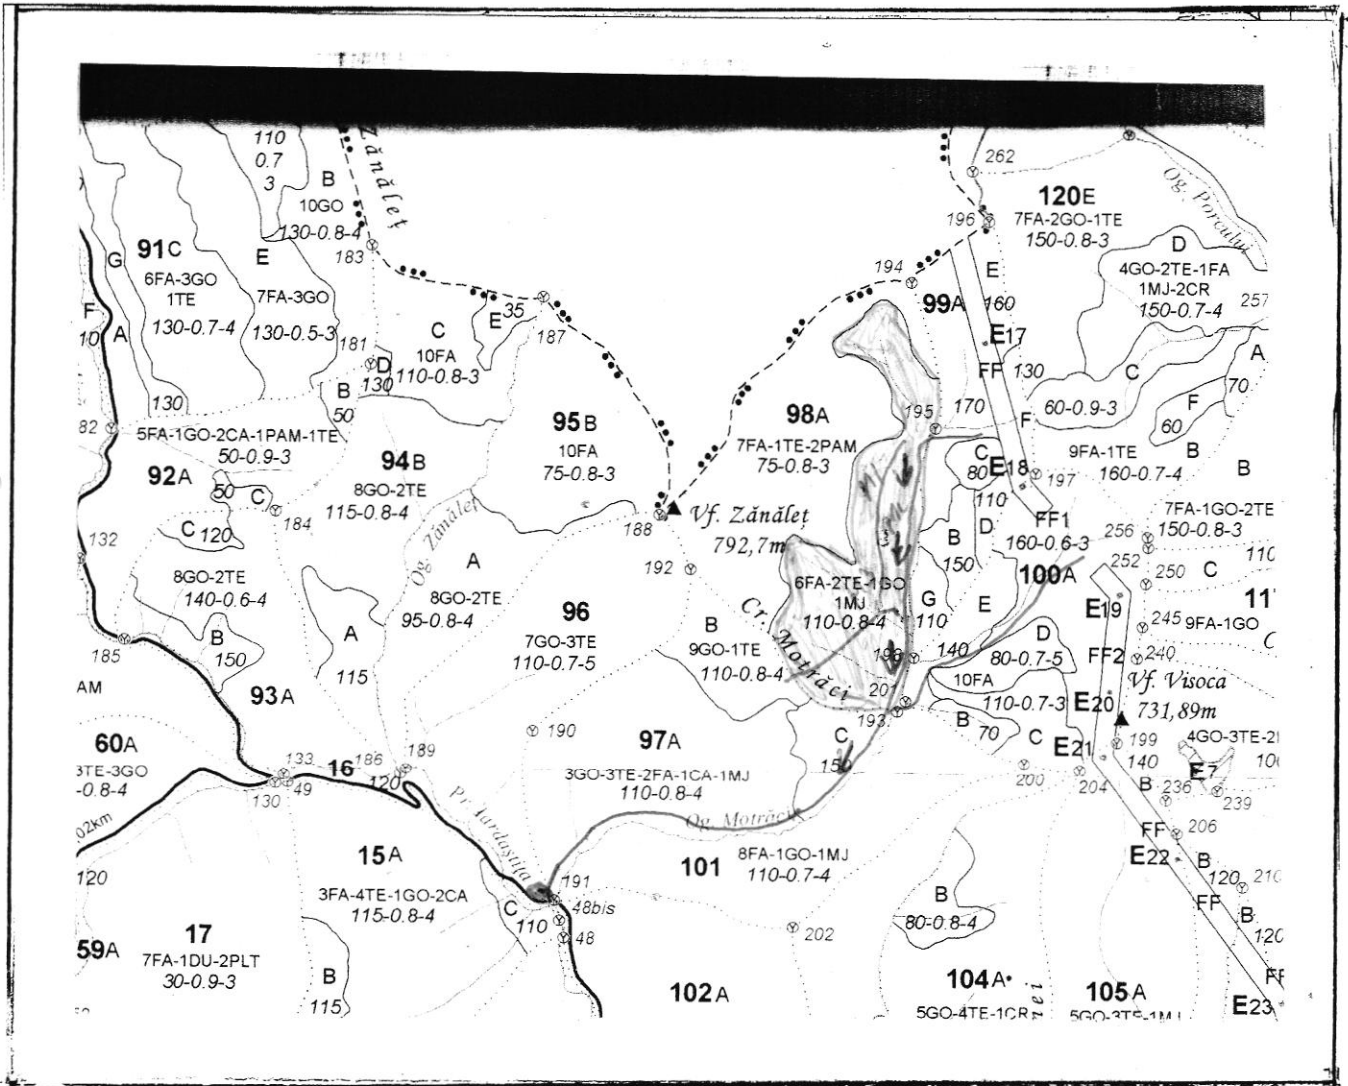 110
0.7
3
B
10GO
130-0.8-4
Zănăleț
183
262
120E
7FA-2GO-1TE
150-0.8-3
196
Og. Porcului
D
4GO-2TE-1FA
1MJ-2CR
150-0.7-4
257
91C
6FA-3GO
1TE
130-0.7-4
G
A
F
10
E
7FA-3GO
130-0.5-3
181
D
130
C
10FA
110-0.8-3
E 35
187
194
99A
E
160
E17
FF
130
170
195
C
60-0.9-3
F
A
70
F
60
B
B
130
82
B
50
5FA-1GO-2CA-1PAM-1TE
50-0.9-3
92A
94B
8GO-2TE
115-0.8-4
95B
10FA
75-0.8-3
98A
7FA-1TE-2PAM
75-0.8-3
C
80
E18
110
197
9FA-1TE
160-0.7-4
7FA-1GO-2TE
150-0.8-3
50
C
184
C 120
Og. Zănăleț
188
Vf. Zănăleț
792,7m
192
B
150
D
FF1
160-0.6-3
256
252
110
132
8GO-2TE
140-0.6-4
A
8GO-2TE
95-0.8-4
6FA-2TE-1GO
1MJ
110-0.8-4
G
110
E
100A
E19
250
C
245
11
9FA-1GO
C
185
B
150
A
115
96
7GO-3TE
110-0.7-5
B
9GO-1TE
110-0.8-4
Cr. Motrăci
198
140
D
80-0.7-5
FF2
240
AM
93A
201
193
10FA
110-0.7-3
E20
Vf. Visoca
731,89m
60A
3TE-3GO
-0.8-4
133
16
186
189
120
130
49
190
97A
3GO-3TE-2FA-1CA-1MJ
110-0.8-4
C
150
B
70
C
E21
199
140
4GO-3TE-2
E7
200
204
B
236
239
02km
Pr. Iardaștița
Og. Motrăci
FF
206
120
15A
3FA-4TE-1GO-2CA
115-0.8-4
101
8FA-1GO-1MJ
110-0.7-4
E22
B
120
210
FF
191
48bis
C
110
48
202
B
80-0.8-4
B
120
59A
17
7FA-1DU-2PLT
30-0.9-3
B
115
102A
104A
5GO-4TE-1CR
105A
5GO-3TE-1MJ
FF
E23